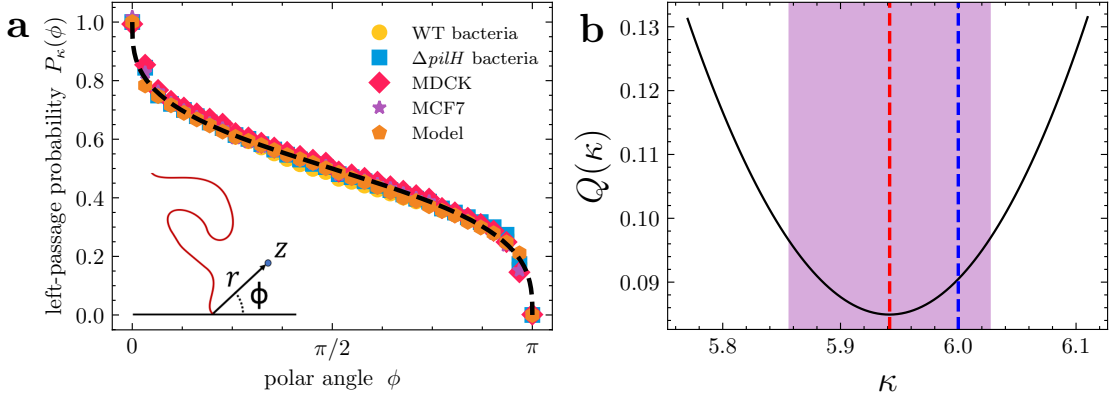 a
left-passage probability P_κ(ϕ)
1.0
0.8
0.6
0.4
0.2
0.0
WT bacteria
ΔpilH bacteria
MDCK
MCF7
Model
z
r
ϕ
0
π/2
π
polar angle ϕ
b
Q(κ)
0.13
0.12
0.11
0.10
0.09
5.8
5.9
6.0
6.1
κ